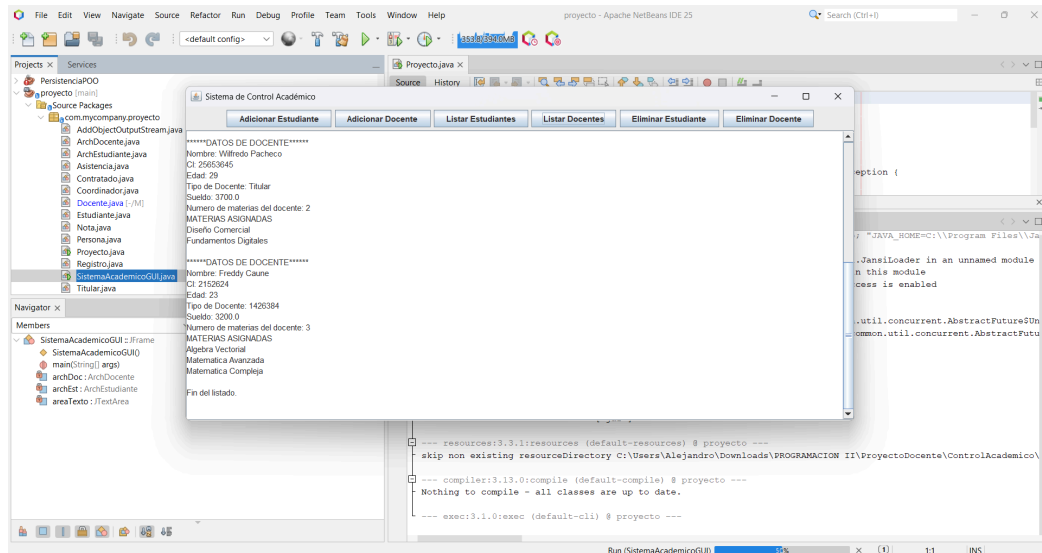 File Edit View Navigate Source Refactor Run Debug Profile Team Tools Window Help proyecto - Apache NetBeans IDE 25 Search (Ctrl+I)
<default config> 353.8/394.0MB
Projects Services
PersistenciaPOO
proyecto [main]
Source Packages
com.mycompany.proyecto
AddObjectOutputStream.java
ArchDocente.java
ArchEstudiante.java
Asistencia.java
Contratado.java
Coordinador.java
Docente.java [-/M]
Estudiante.java
Nota.java
Persona.java
Proyecto.java
Registro.java
SistemaAcademicoGUI.java
Titular.java
Navigator
Members
SistemaAcademicoGUI :: JFrame
SistemaAcademicoGUI()
main(String[] args)
archDoc : ArchDocente
archEst : ArchEstudiante
areaTexto : JTextArea
Proyecto.java
Source History
Sistema de Control Académico
Adicionar Estudiante Adicionar Docente Listar Estudiantes Listar Docentes Eliminar Estudiante Eliminar Docente
******DATOS DE DOCENTE******
Nombre: Wilfredo Pacheco
CI: 25653645
Edad: 29
Tipo de Docente: Titular
Sueldo: 3700.0
Numero de materias del docente: 2
MATERIAS ASIGNADAS
Diseño Comercial
Fundamentos Digitales
******DATOS DE DOCENTE******
Nombre: Freddy Caune
CI: 2152624
Edad: 23
Tipo de Docente: 1426384
Sueldo: 3200.0
Numero de materias del docente: 3
MATERIAS ASIGNADAS
Algebra Vectorial
Matematica Avanzada
Matematica Compleja
Fin del listado.
eption {
; "JAVA_HOME=C:\\Program Files\\Ja
.JansiLoader in an unnamed module
n this module
cess is enabled
.util.concurrent.AbstractFuture$Un
ommon.util.concurrent.AbstractFutu
--- resources:3.3.1:resources (default-resources) @ proyecto ---
skip non existing resourceDirectory C:\Users\Alejandro\Downloads\PROGRAMACION II\ProyectoDocente\ControlAcademico\
--- compiler:3.13.0:compile (default-compile) @ proyecto ---
Nothing to compile - all classes are up to date.
--- exec:3.1.0:exec (default-cli) @ proyecto ---
Run (SistemaAcademicoGUI) (1) 1:1 INS